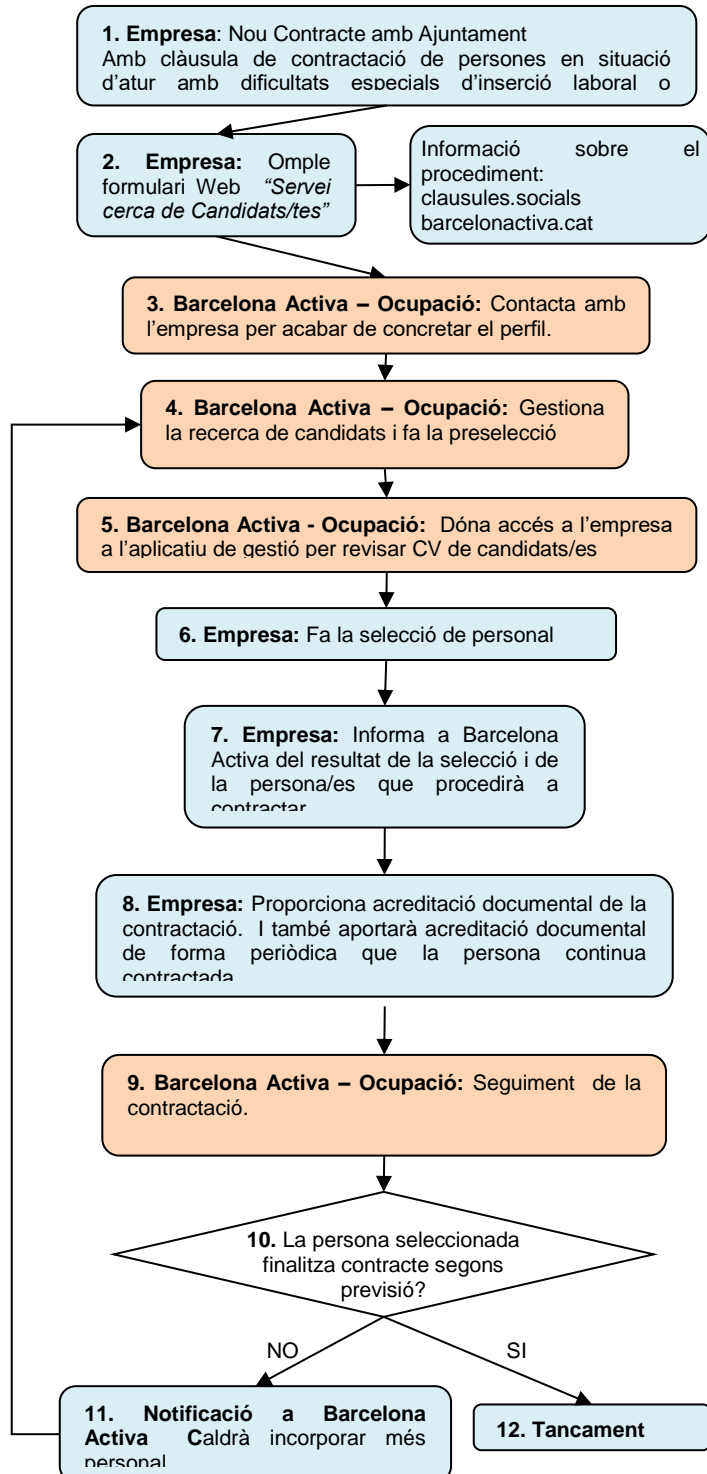 1. Empresa: Nou Contracte amb Ajuntament
Amb clàusula de contractació de persones en situació
d'atur amb dificultats especials d'inserció laboral o
2. Empresa: Omple
formulari Web "Servei
cerca de Candidats/tes"
Informació sobre el
procediment:
clausules.socials
barcelonactiva.cat
3. Barcelona Activa – Ocupació: Contacta amb
l'empresa per acabar de concretar el perfil.
4. Barcelona Activa – Ocupació: Gestiona
la recerca de candidats i fa la preselecció
5. Barcelona Activa - Ocupació: Dóna accés a l'empresa
a l'aplicatiu de gestió per revisar CV de candidats/es
6. Empresa: Fa la selecció de personal
7. Empresa: Informa a Barcelona
Activa del resultat de la selecció i de
la persona/es que procedirà a
contractar
8. Empresa: Proporciona acreditació documental de la
contractació. I també aportarà acreditació documental
de forma periòdica que la persona continua
contractada
9. Barcelona Activa – Ocupació: Seguiment de la
contractació.
10. La persona seleccionada
finalitza contracte segons
previsió?
NO
SI
11. Notificació a Barcelona
Activa Caldrà incorporar més
personal
12. Tancament